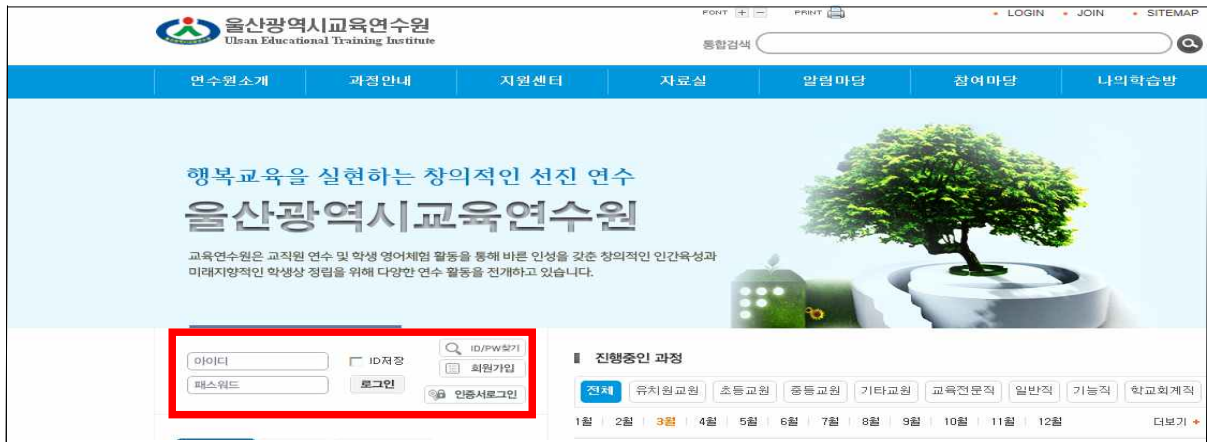 울산광역시교육연수원
Ulsan Educational Training Institute
FONT + - PRINT
LOGIN JOIN SITEMAP
통합검색
연수원소개 과정안내 지원센터 자료실 알림마당 참여마당 나의학습방
행복교육을 실현하는 창의적인 선진 연수
울산광역시교육연수원
교육연수원은 교직원 연수 및 학생 영어체험 활동을 통해 바른 인성을 갖춘 창의적인 인간육성과
미래지향적인 학생상 정립을 위해 다양한 연수 활동을 전개하고 있습니다.
아이디
ID저장
ID/PW찾기
회원가입
패스워드
로그인
인증서로그인
진행중인 과정
전체 유치원교원 초등교원 중등교원 기타교원 교육전문직 일반직 기능직 학교회계직
1월 2월 3월 4월 5월 6월 7월 8월 9월 10월 11월 12월 더보기 +